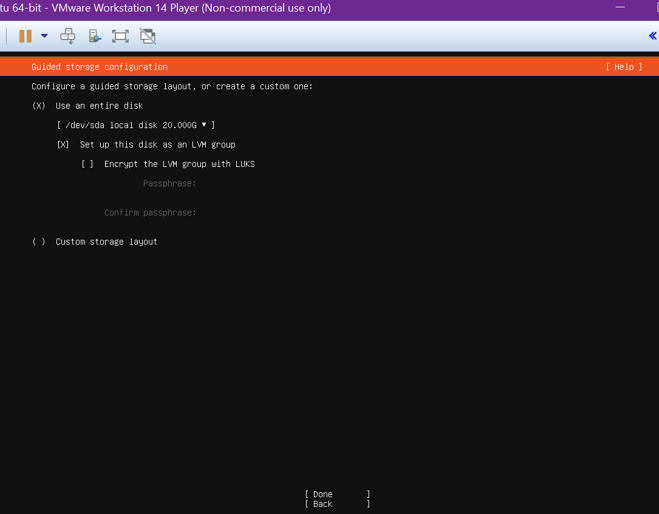 tu 64-bit - VMware Workstation 14 Player (Non-commercial use only)
Guided storage configuration [ Help ]
Configure a guided storage layout, or create a custom one:
(X) Use an entire disk
[ /dev/sda local disk 20.000G ▾ ]
[X] Set up this disk as an LVM group
[ ] Encrypt the LVM group with LUKS
Passphrase:
Confirm passphrase:
( ) Custom storage layout
[ Done ]
[ Back ]